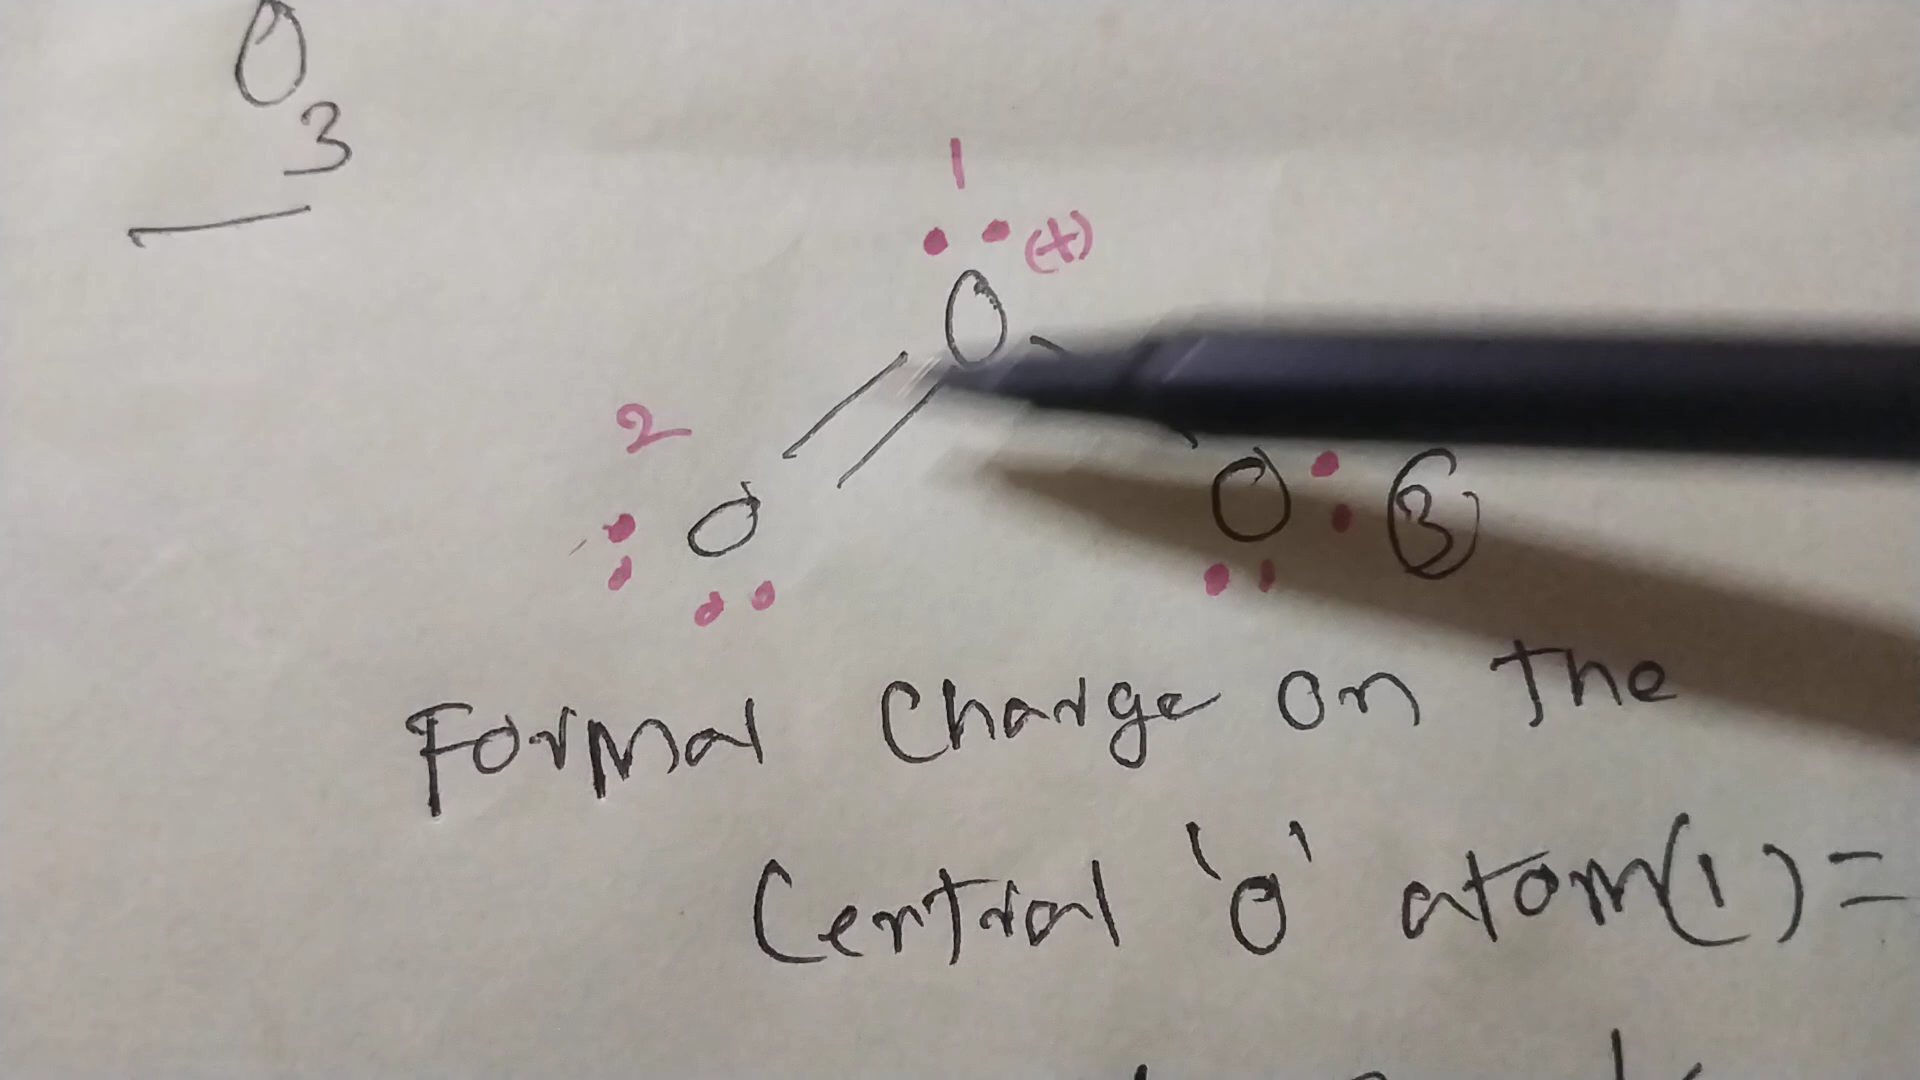 O3
1
(+)
O
2
O
O 3
Formal Charge on the
Central 'O' atom(1)=